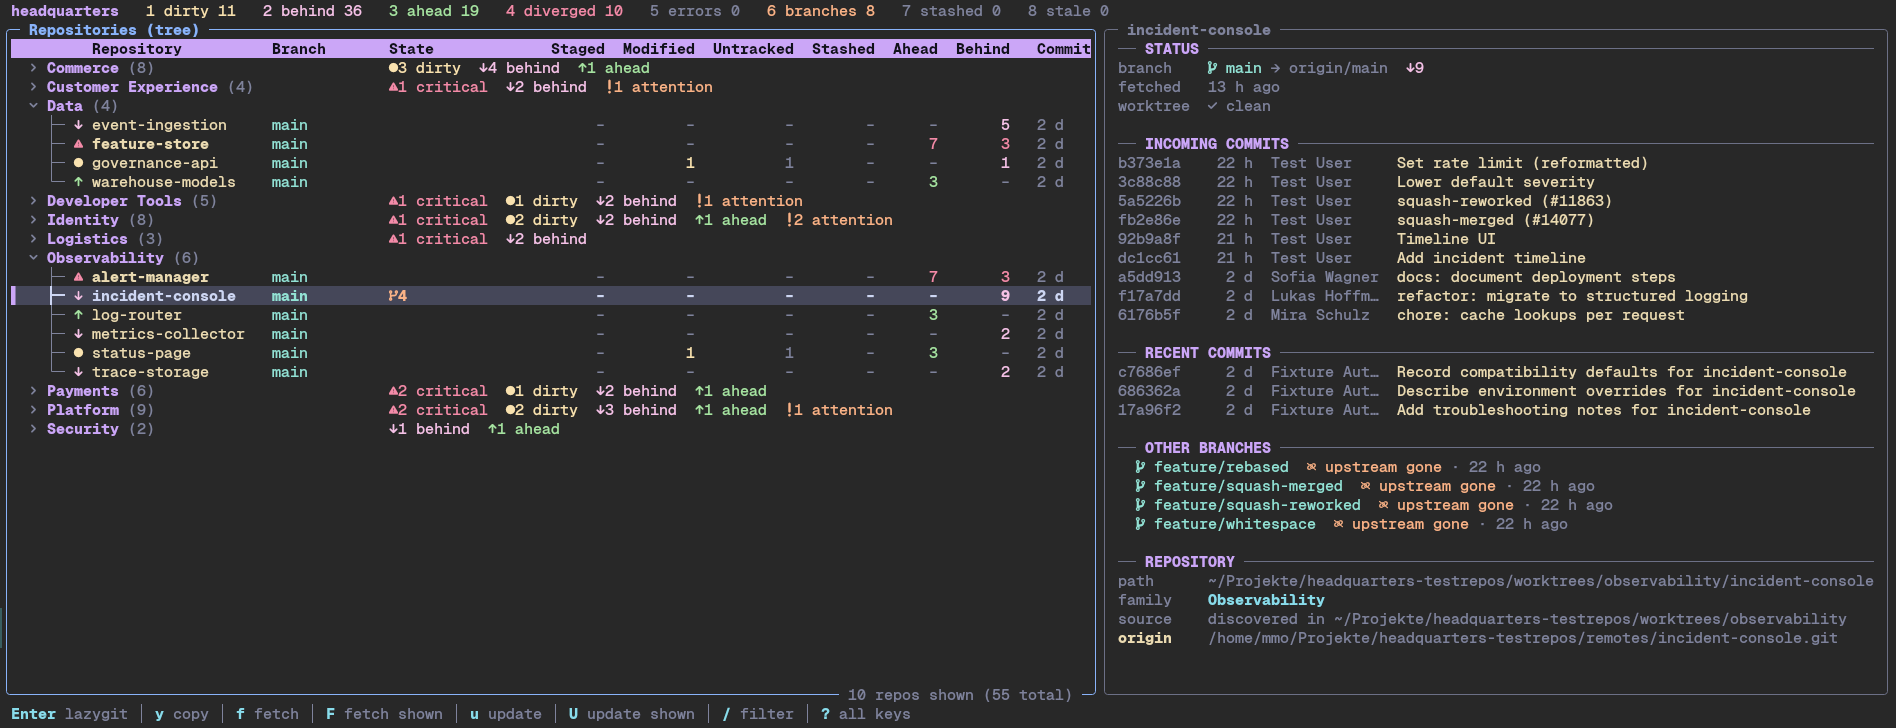 headquarters 1 dirty 11 2 behind 36 3 ahead 19 4 diverged 10 5 errors 0 6 branches 8 7 stashed 0 8 stale 0
Repositories (tree)
Repository Branch State Staged Modified Untracked Stashed Ahead Behind Commit
› Commerce (8) ●3 dirty ↓4 behind ↑1 ahead
› Customer Experience (4) ▲1 critical ↓2 behind !1 attention
⌄ Data (4)
↓ event-ingestion main – – – – – 5 2 d
▲ feature-store main – – – – 7 3 2 d
● governance-api main – 1 1 – – 1 2 d
↑ warehouse-models main – – – – 3 – 2 d
› Developer Tools (5) ▲1 critical ●1 dirty ↓2 behind !1 attention
› Identity (8) ▲1 critical ●2 dirty ↓2 behind ↑1 ahead !2 attention
› Logistics (3) ▲1 critical ↓2 behind
⌄ Observability (6)
▲ alert-manager main – – – – 7 3 2 d
↓ incident-console main 4 – – – – – 9 2 d
↑ log-router main – – – – 3 – 2 d
↓ metrics-collector main – – – – – 2 2 d
● status-page main – 1 1 – 3 – 2 d
↓ trace-storage main – – – – – 2 2 d
› Payments (6) ▲2 critical ●1 dirty ↓2 behind ↑1 ahead
› Platform (9) ▲2 critical ●2 dirty ↓3 behind ↑1 ahead !1 attention
› Security (2) ↓1 behind ↑1 ahead
10 repos shown (55 total)
incident-console
STATUS
branch main → origin/main ↓9
fetched 13 h ago
worktree ✓ clean
INCOMING COMMITS
b373e1a 22 h Test User Set rate limit (reformatted)
3c88c88 22 h Test User Lower default severity
5a5226b 22 h Test User squash-reworked (#11863)
fb2e86e 22 h Test User squash-merged (#14077)
92b9a8f 21 h Test User Timeline UI
dc1cc61 21 h Test User Add incident timeline
a5dd913 2 d Sofia Wagner docs: document deployment steps
f17a7dd 2 d Lukas Hoffm… refactor: migrate to structured logging
6176b5f 2 d Mira Schulz chore: cache lookups per request
RECENT COMMITS
c7686ef 2 d Fixture Aut… Record compatibility defaults for incident-console
686362a 2 d Fixture Aut… Describe environment overrides for incident-console
17a96f2 2 d Fixture Aut… Add troubleshooting notes for incident-console
OTHER BRANCHES
feature/rebased upstream gone · 22 h ago
feature/squash-merged upstream gone · 22 h ago
feature/squash-reworked upstream gone · 22 h ago
feature/whitespace upstream gone · 22 h ago
REPOSITORY
path ~/Projekte/headquarters-testrepos/worktrees/observability/incident-console
family Observability
source discovered in ~/Projekte/headquarters-testrepos/worktrees/observability
origin /home/mmo/Projekte/headquarters-testrepos/remotes/incident-console.git
Enter lazygit │ y copy │ f fetch │ F fetch shown │ u update │ U update shown │ / filter │ ? all keys